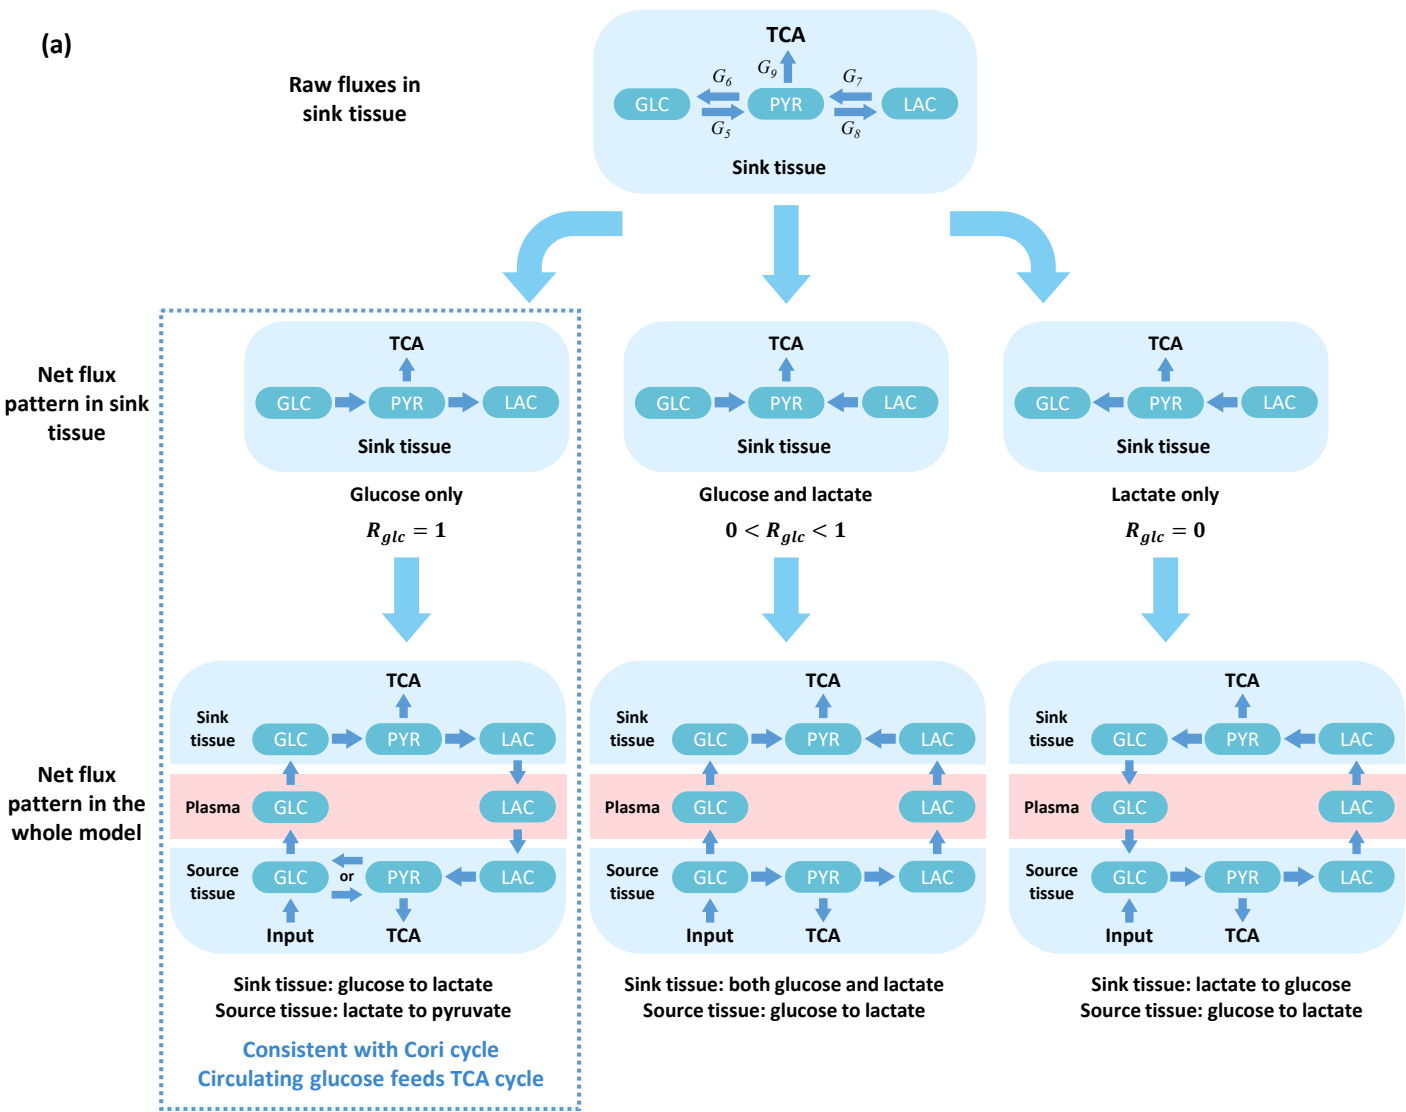 (a)
Raw fluxes in
sink tissue
TCA
G6 G9 G7
GLC PYR LAC
G5 G8
Sink tissue
Net flux
pattern in sink
tissue
TCA
GLC PYR LAC
Sink tissue
Glucose only
Rglc = 1
TCA
GLC PYR LAC
Sink tissue
Glucose and lactate
0 < Rglc < 1
TCA
GLC PYR LAC
Sink tissue
Lactate only
Rglc = 0
Net flux
pattern in the
whole model
TCA
Sink
tissue
GLC PYR LAC
Plasma
GLC LAC
Source
tissue
GLC or PYR LAC
Input TCA
Sink tissue: glucose to lactate
Source tissue: lactate to pyruvate
Consistent with Cori cycle
Circulating glucose feeds TCA cycle
TCA
Sink
tissue
GLC PYR LAC
Plasma
GLC LAC
Source
tissue
GLC PYR LAC
Input TCA
Sink tissue: both glucose and lactate
Source tissue: glucose to lactate
TCA
Sink
tissue
GLC PYR LAC
Plasma
GLC LAC
Source
tissue
GLC PYR LAC
Input TCA
Sink tissue: lactate to glucose
Source tissue: glucose to lactate